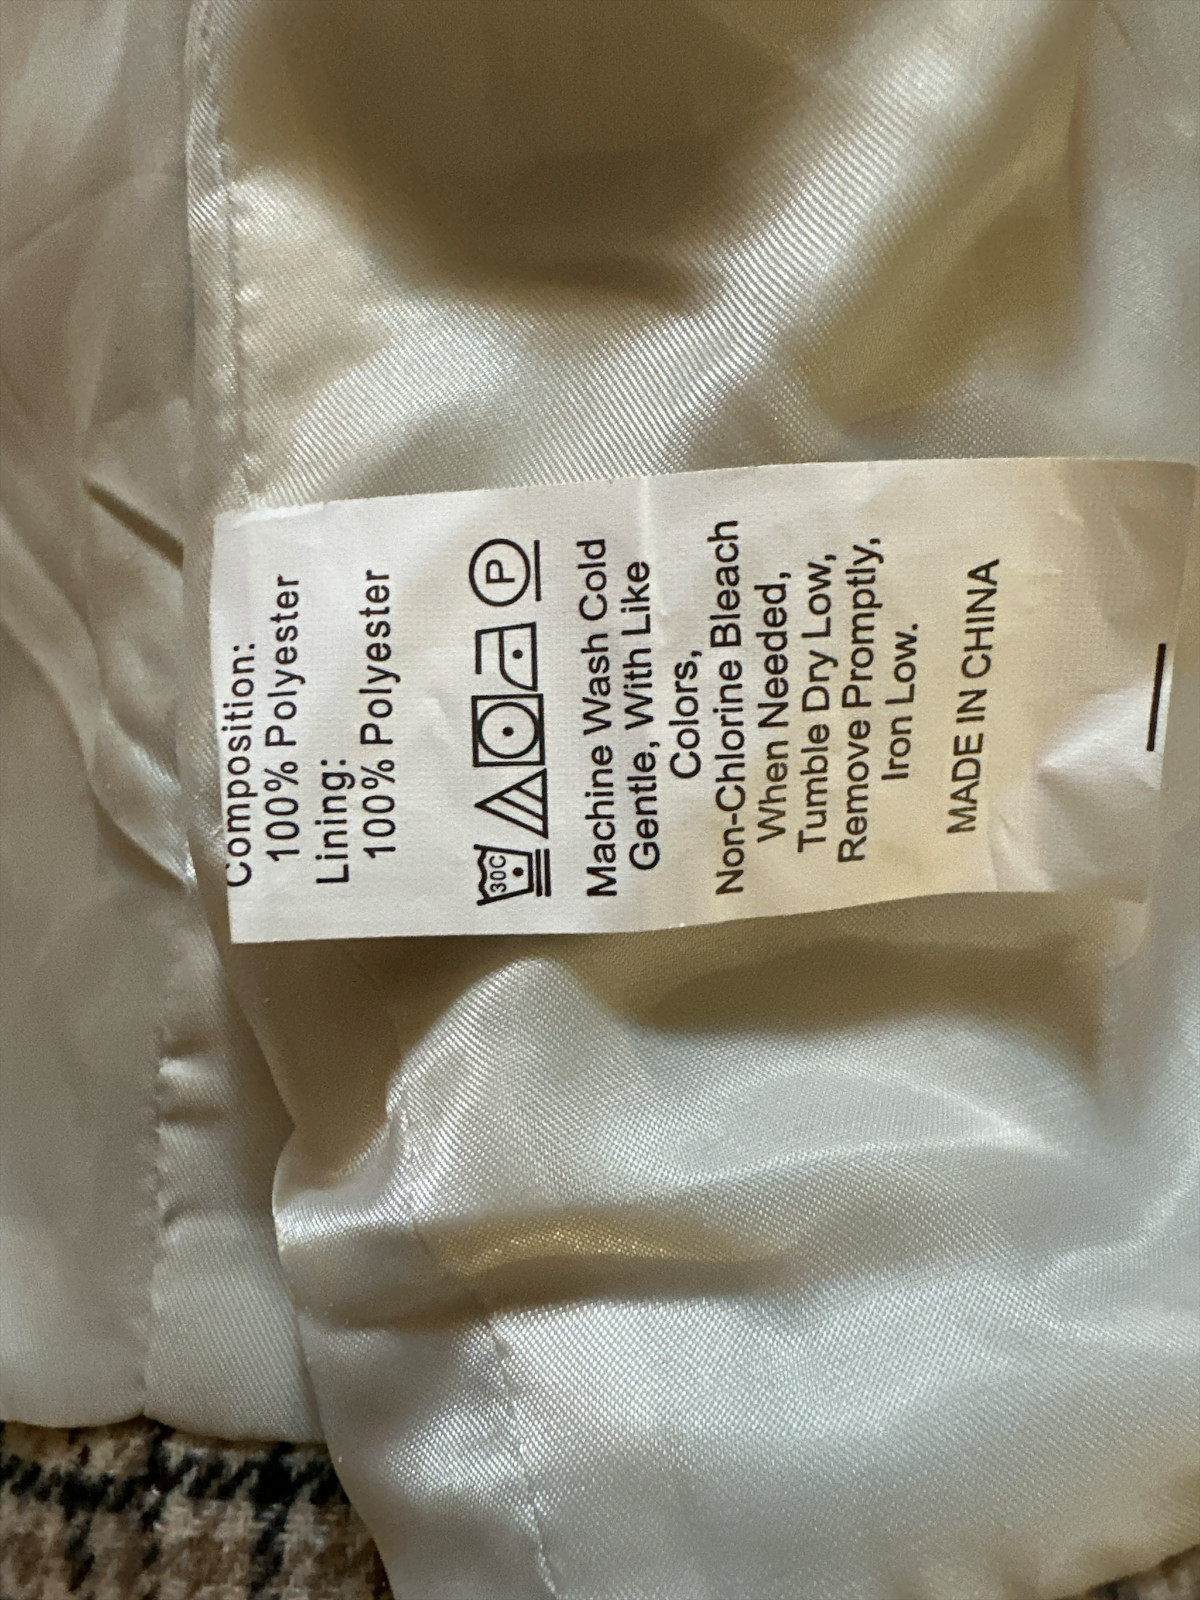 Composition:
100% Polyester
Lining:
100% Polyester
30C P
Machine Wash Cold
Gentle, With Like
Colors,
Non-Chlorine Bleach
When Needed,
Tumble Dry Low,
Remove Promptly,
Iron Low.
MADE IN CHINA